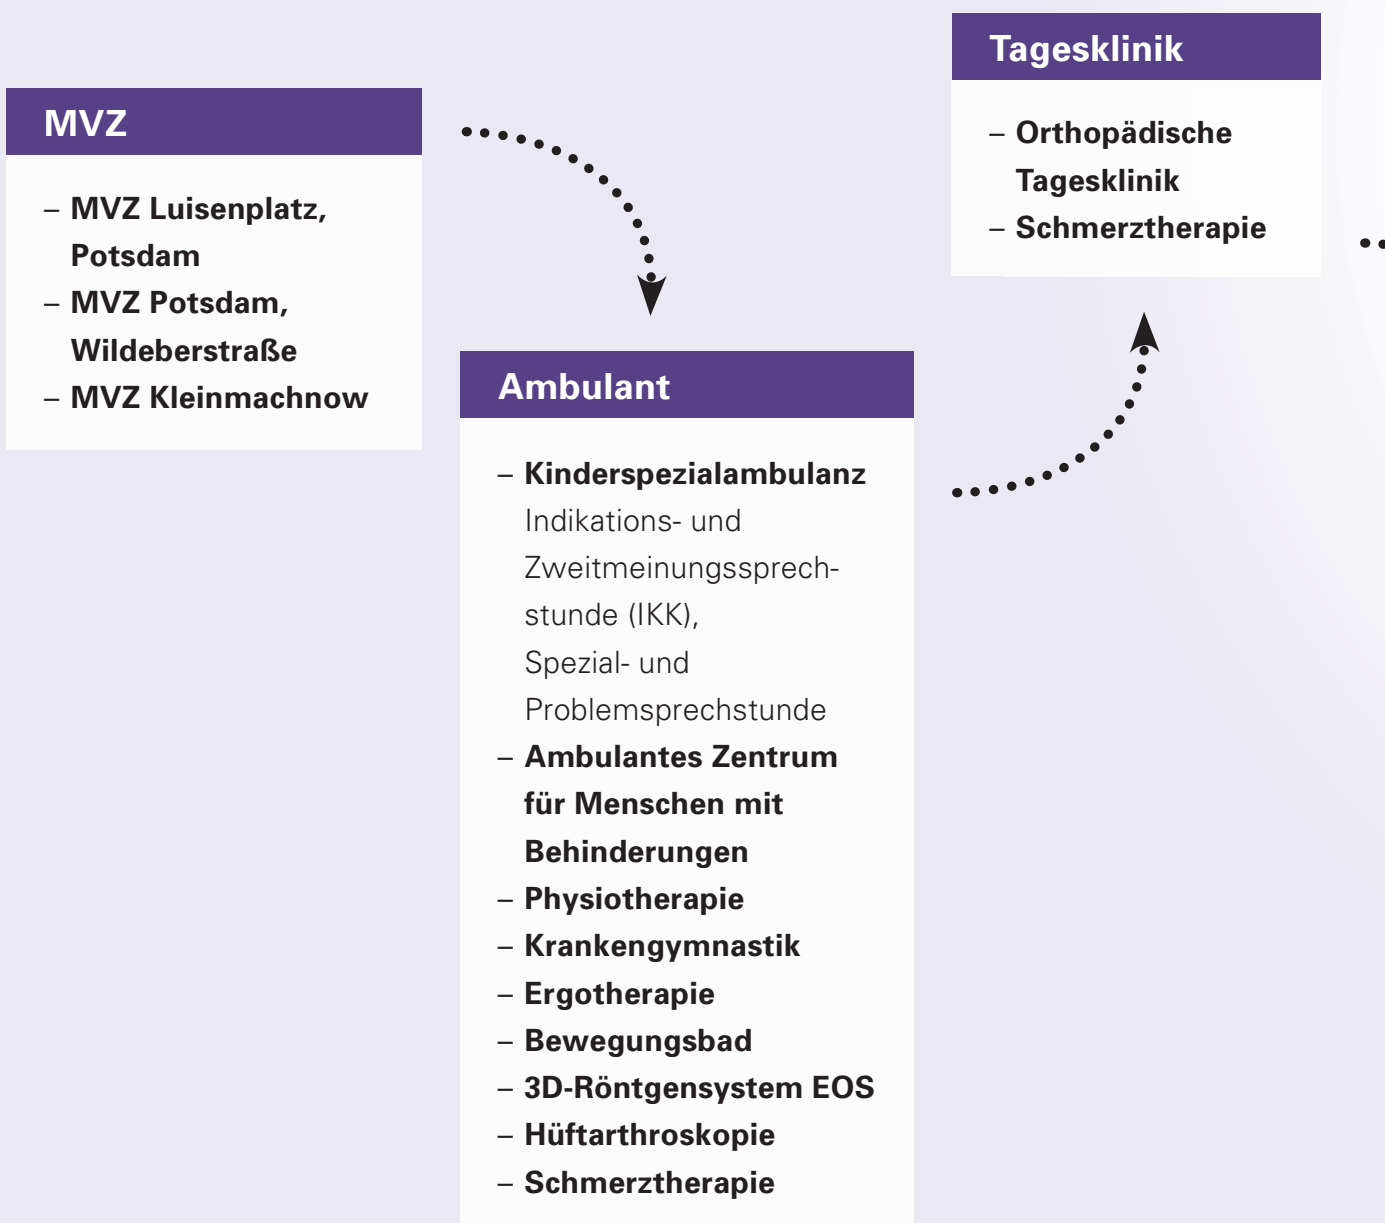 MVZ
– MVZ Luisenplatz,
Potsdam
– MVZ Potsdam,
Wildeberstraße
– MVZ Kleinmachnow
Ambulant
– Kinderspezialambulanz
Indikations- und
Zweitmeinungssprech-
stunde (IKK),
Spezial- und
Problemsprechstunde
– Ambulantes Zentrum
für Menschen mit
Behinderungen
– Physiotherapie
– Krankengymnastik
– Ergotherapie
– Bewegungsbad
– 3D-Röntgensystem EOS
– Hüftarthroskopie
– Schmerztherapie
Tagesklinik
– Orthopädische
Tagesklinik
– Schmerztherapie